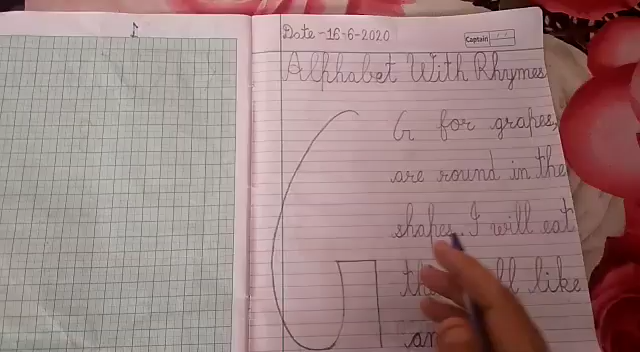 Date -16-6-2020
Captain
Alphabet With Rhymes
G for grapes,
are round in the
shapes. I will eat
like
an